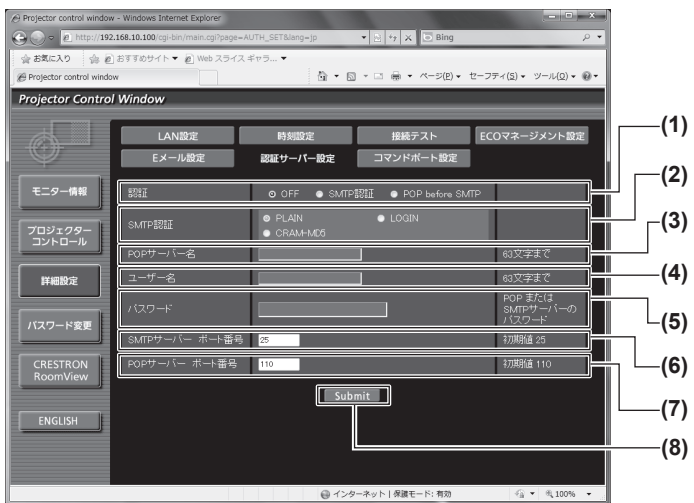 Projector control window - Windows Internet Explorer
http://192.168.10.100/cgi-bin/main.cgi?page=AUTH_SET&lang=jp
Bing
お気に入り おすすめサイト Web スライス ギャラ...
Projector control window
ページ(P) セーフティ(S) ツール(O)
Projector Control Window
LAN設定 時刻設定 接続テスト ECOマネージメント設定
Eメール設定 認証サーバー設定 コマンドポート設定
モニター情報
プロジェクター
コントロール
詳細設定
パスワード変更
CRESTRON
RoomView
ENGLISH
認証 OFF SMTP認証 POP before SMTP
SMTP認証 PLAIN LOGIN
CRAM-MD5
POPサーバー名 63文字まで
ユーザー名 63文字まで
パスワード POP または
SMTPサーバーの
パスワード
SMTPサーバー ポート番号 25 初期値 25
POPサーバー ポート番号 110 初期値 110
Submit
インターネット | 保護モード: 有効 100%
(1)
(2)
(3)
(4)
(5)
(6)
(7)
(8)